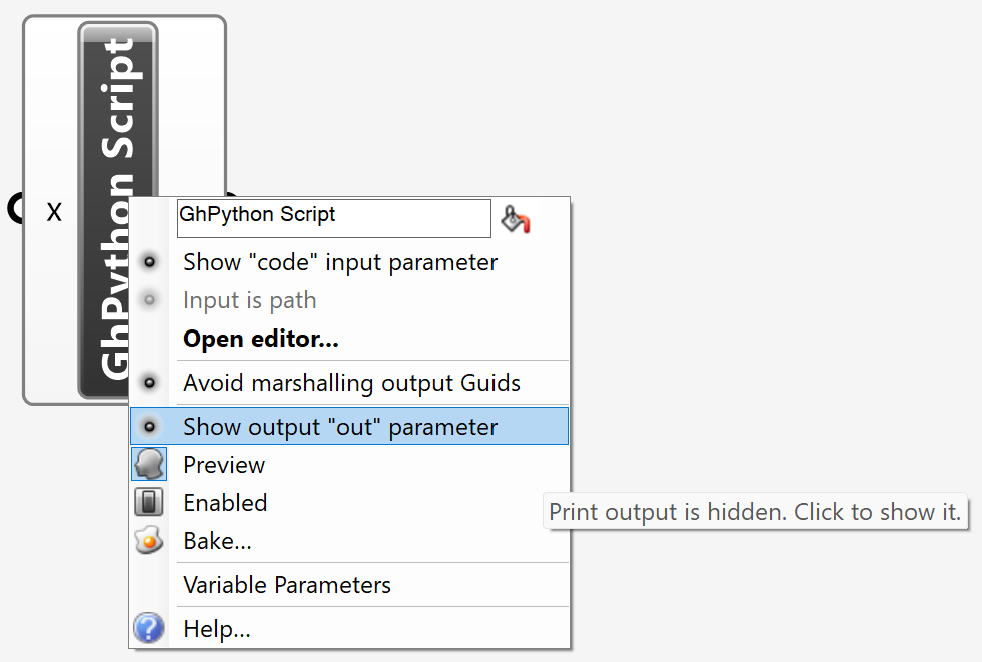 GhPython Script
x
GhPython Script
Show "code" input parameter
Input is path
Open editor...
Avoid marshalling output Guids
Show output "out" parameter
Preview
Enabled
Print output is hidden. Click to show it.
Bake...
Variable Parameters
Help...